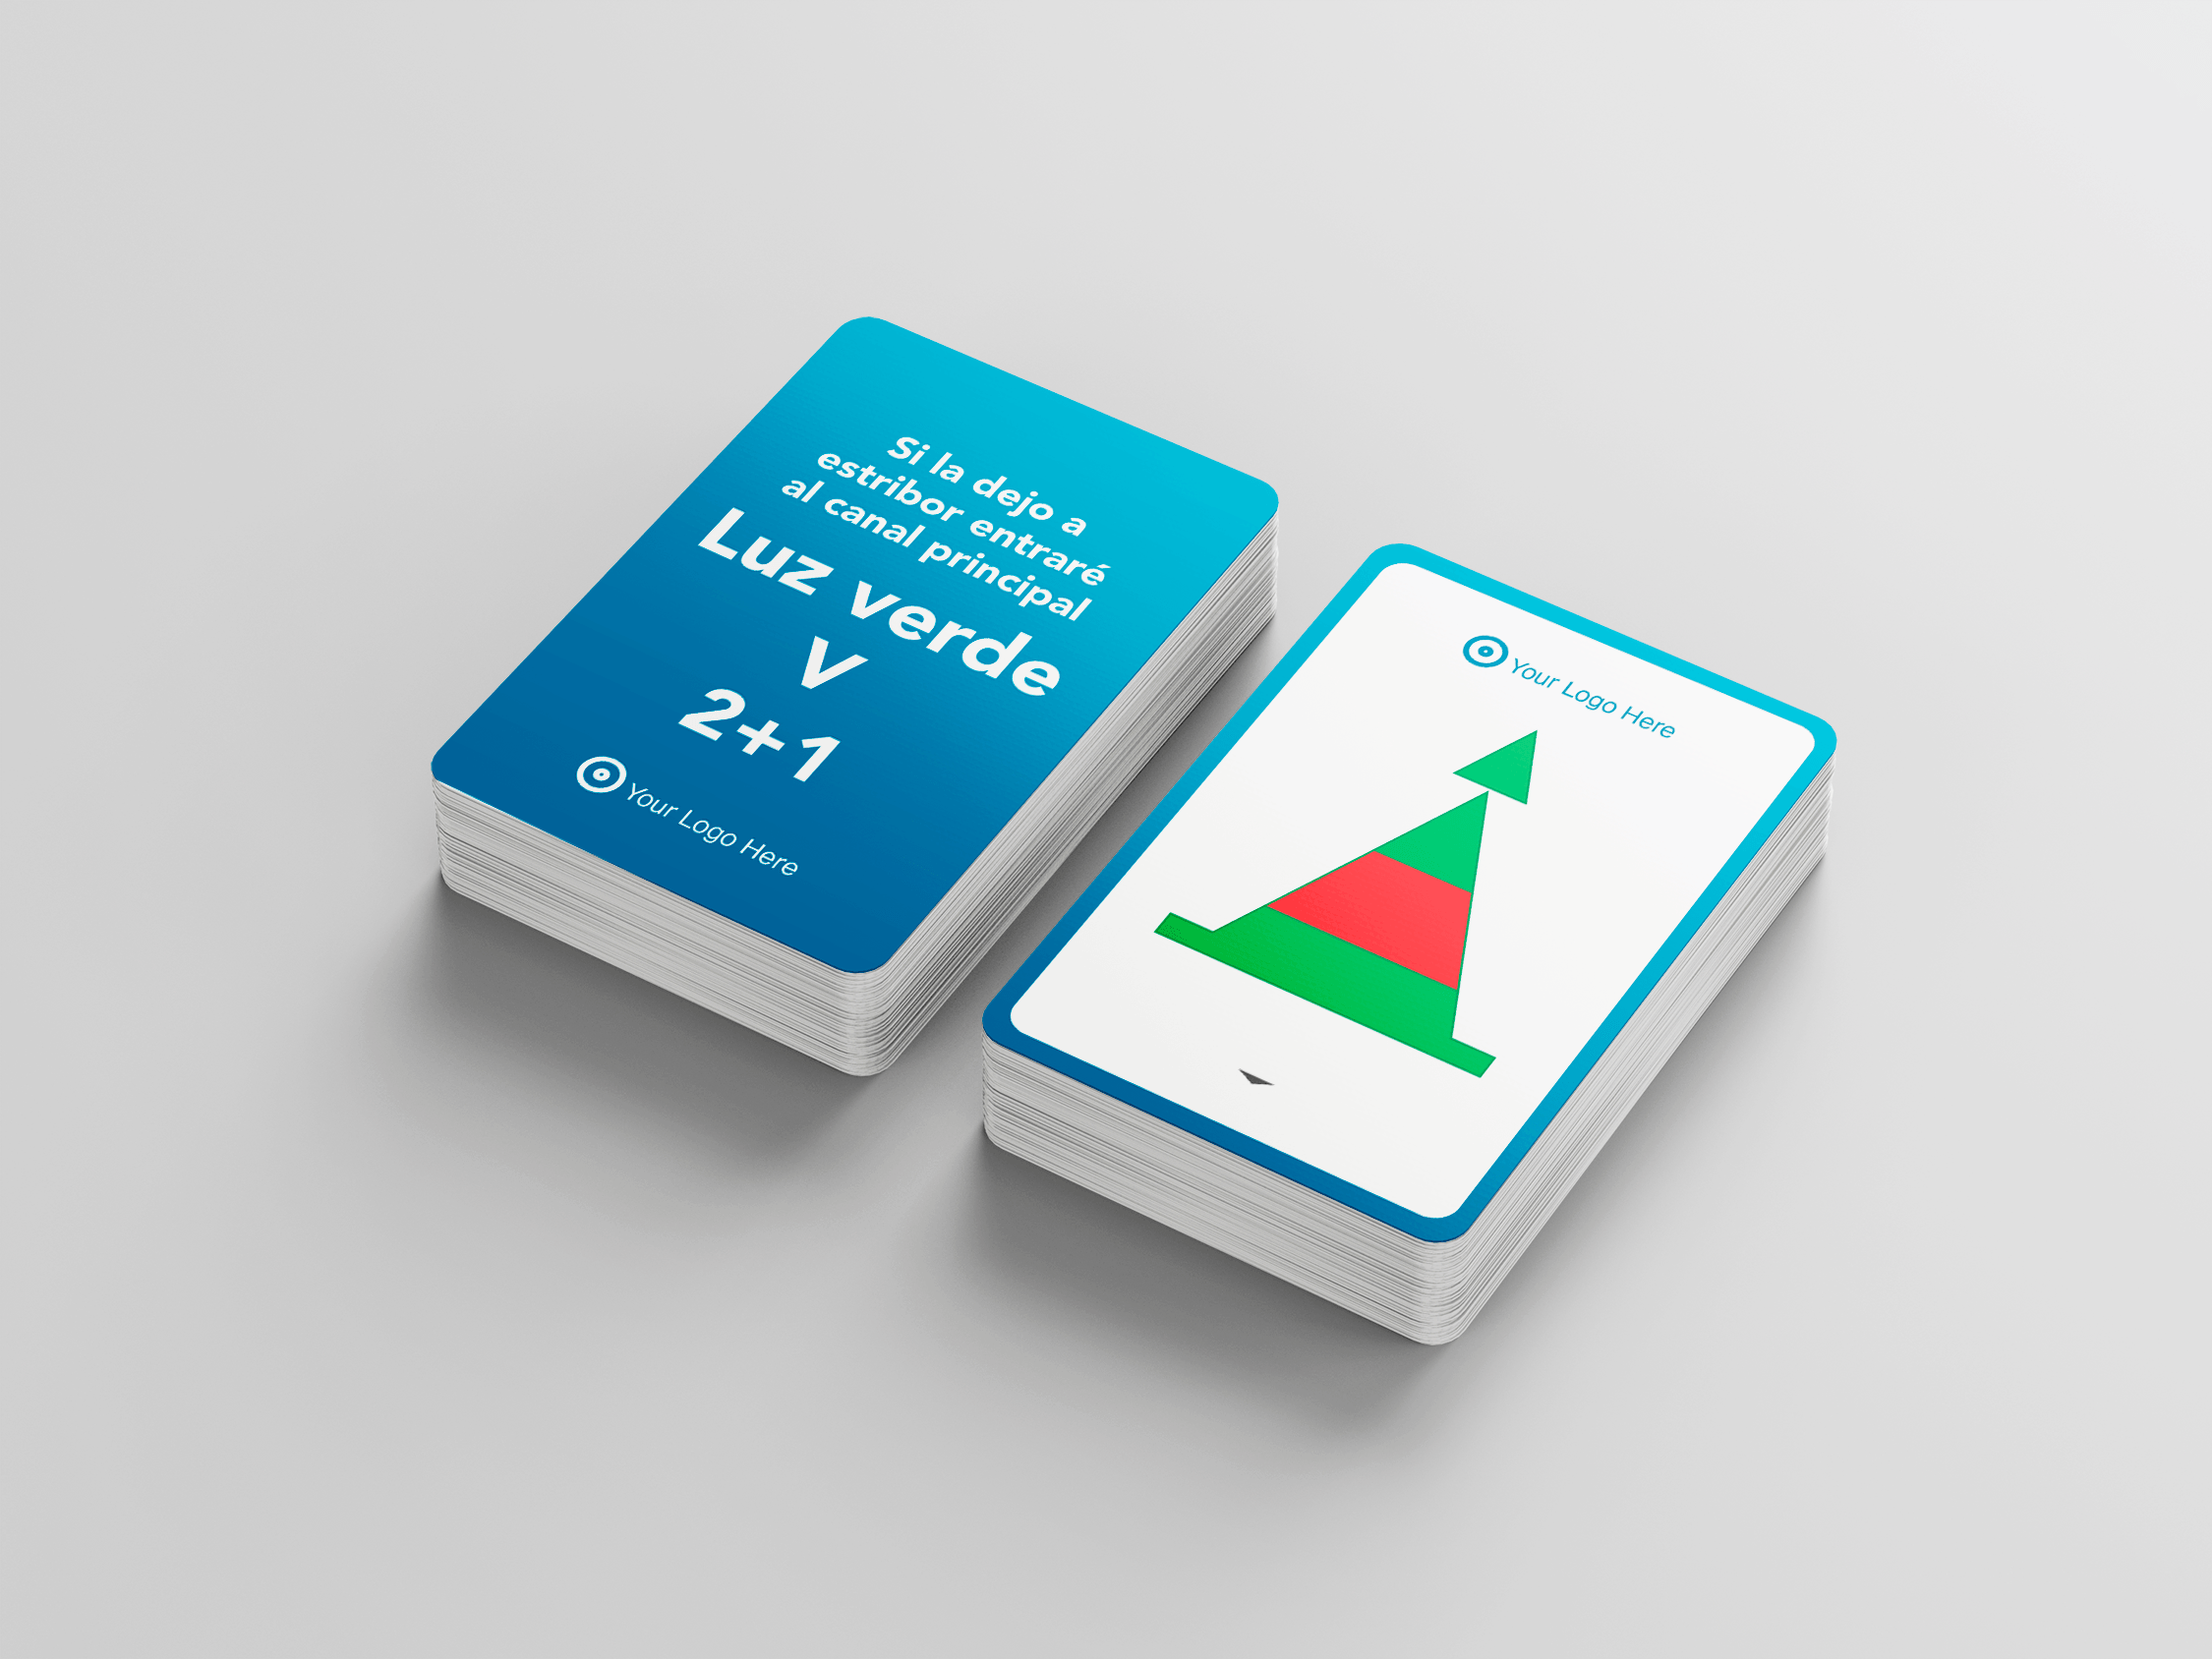 Si la dejo a
estribor entraré
al canal principal
Luz verde
V
2+1
Your Logo Here
Your Logo Here